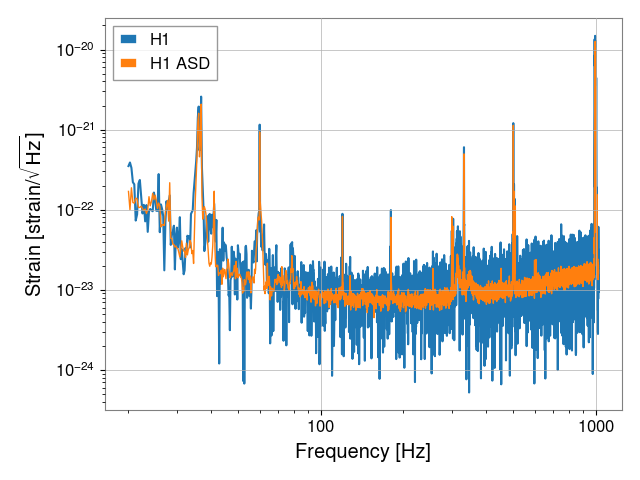 H1
H1 ASD
Strain [strain/√Hz]
10⁻²⁰
10⁻²¹
10⁻²²
10⁻²³
10⁻²⁴
100
1000
Frequency [Hz]